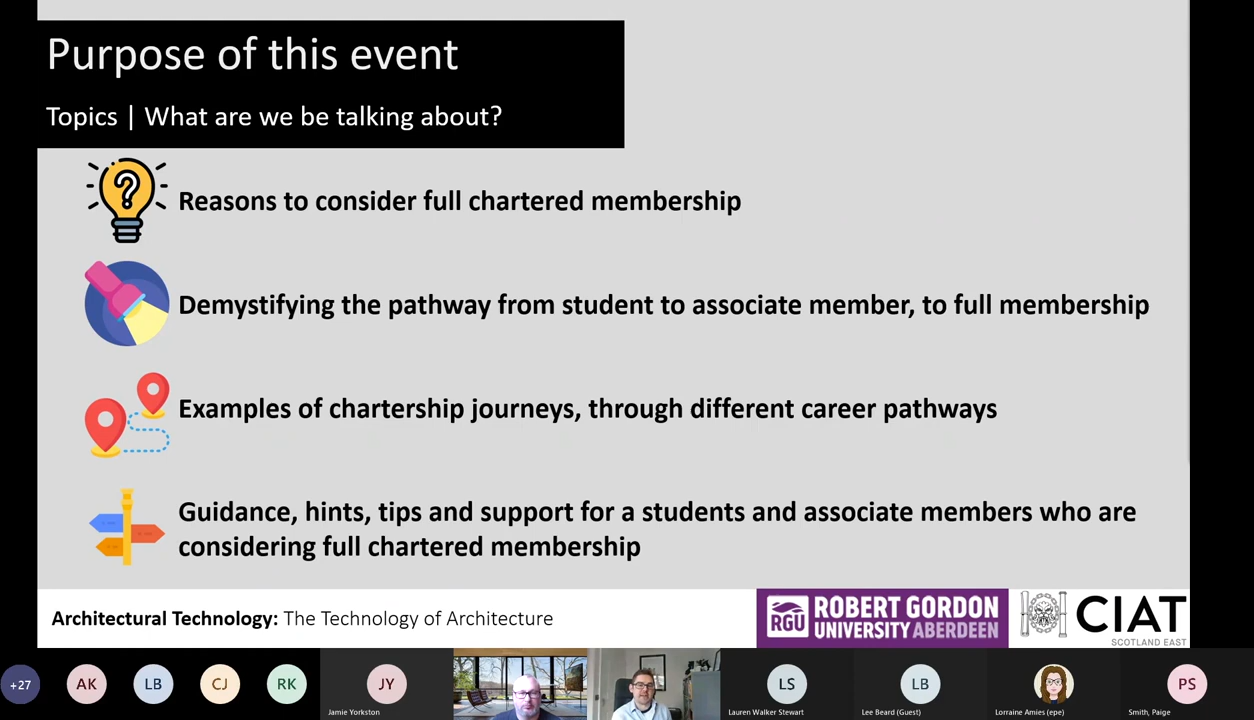 Purpose of this event
Topics | What are we be talking about?
Reasons to consider full chartered membership
Demystifying the pathway from student to associate member, to full membership
Examples of chartership journeys, through different career pathways
Guidance, hints, tips and support for a students and associate members who are
considering full chartered membership
Architectural Technology: The Technology of Architecture
RGU
ROBERT GORDON
UNIVERSITY ABERDEEN
CIAT
SCOTLAND EAST
+27
AK
LB
CJ
RK
JY
Jamie Yorkston
LS
Lauren Walker Stewart
LB
Lee Beard (Guest)
Lorraine Amies (epe)
PS
Smith, Paige